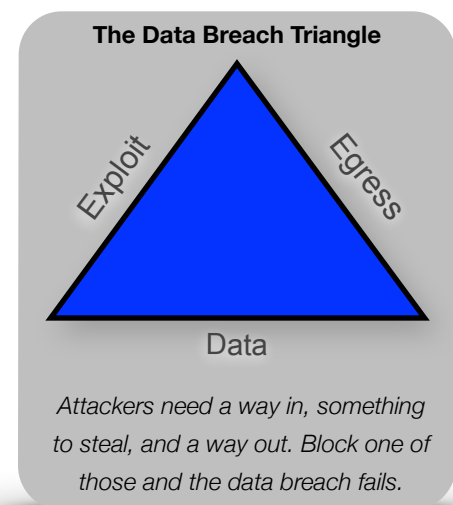 The Data Breach Triangle
Exploit
Egress
Data
Attackers need a way in, something
to steal, and a way out. Block one of
those and the data breach fails.